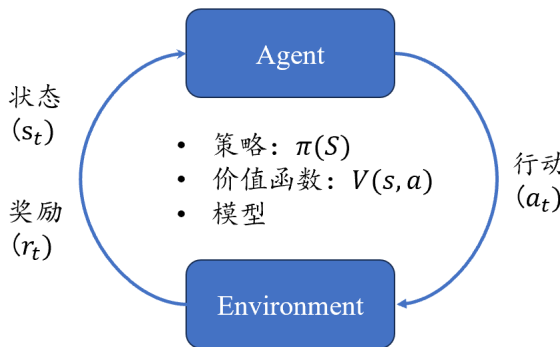 Agent
状态
(s_t)
• 策略：π(S)
• 价值函数：V(s, a)
• 模型
行动
(a_t)
奖励
(r_t)
Environment